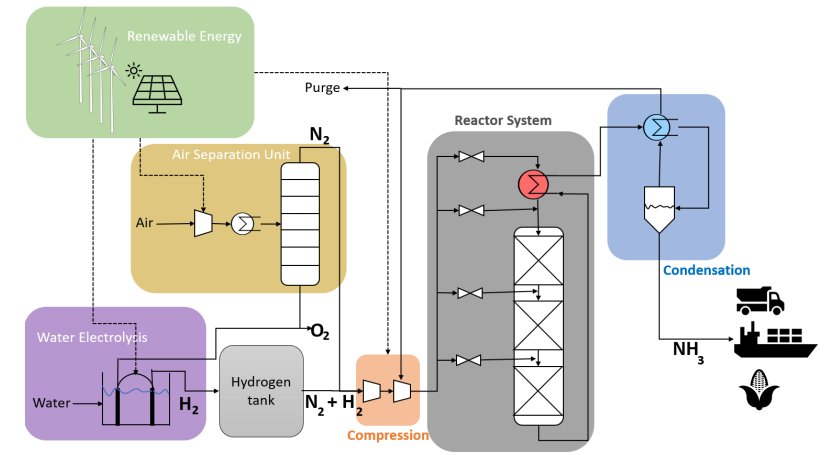 Renewable Energy
Purge
Reactor System
N2
Air Separation Unit
Air
Condensation
Water Electrolysis
O2
NH3
Hydrogen
tank
Water
H2
N2 + H2
Compression